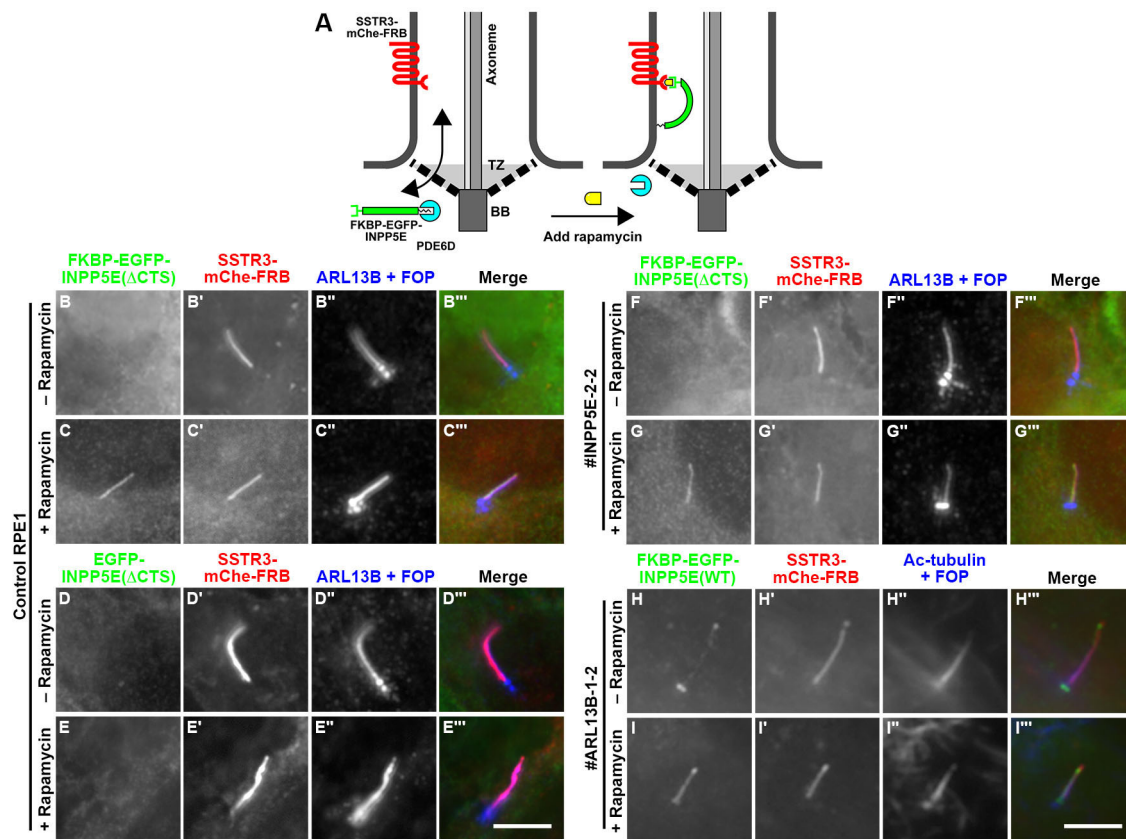 A
SSTR3-
mChe-FRB
Axoneme
TZ
BB
FKBP-EGFP-
INPP5E
PDE6D
Add rapamycin
Control RPE1
FKBP-EGFP-
INPP5E(ΔCTS)
SSTR3-
mChe-FRB
ARL13B + FOP
Merge
– Rapamycin
B
B'
B''
B'''
+ Rapamycin
C
C'
C''
C'''
EGFP-
INPP5E(ΔCTS)
SSTR3-
mChe-FRB
ARL13B + FOP
Merge
– Rapamycin
D
D'
D''
D'''
+ Rapamycin
E
E'
E''
E'''
#INPP5E-2-2
FKBP-EGFP-
INPP5E(ΔCTS)
SSTR3-
mChe-FRB
ARL13B + FOP
Merge
– Rapamycin
F
F'
F''
F'''
+ Rapamycin
G
G'
G''
G'''
#ARL13B-1-2
FKBP-EGFP-
INPP5E(WT)
SSTR3-
mChe-FRB
Ac-tubulin
+ FOP
Merge
– Rapamycin
H
H'
H''
H'''
+ Rapamycin
I
I'
I''
I'''